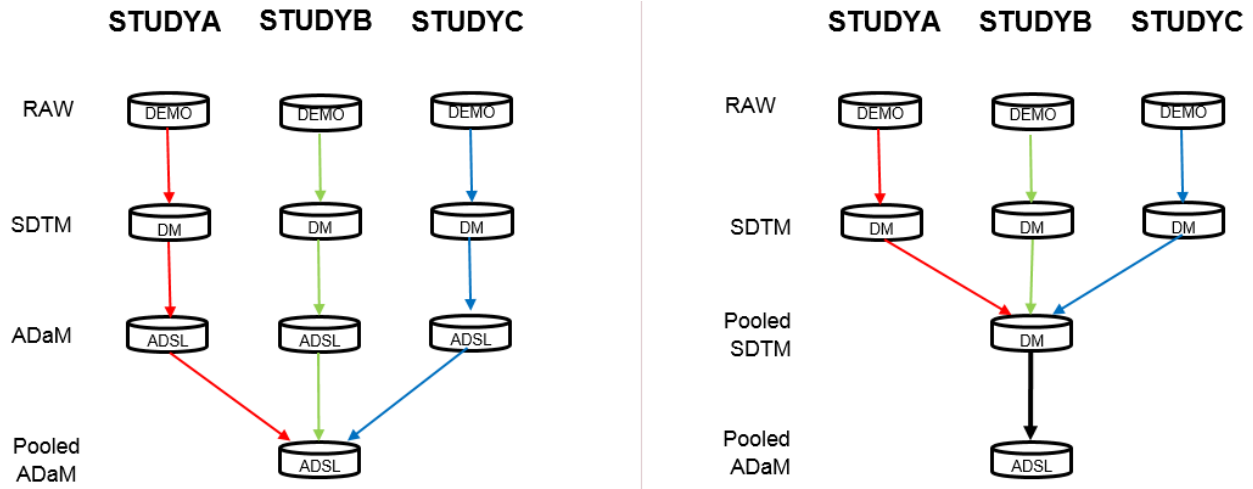 STUDYA STUDYB STUDYC
RAW DEMO DEMO DEMO
SDTM DM DM DM
ADaM ADSL ADSL ADSL
Pooled
ADaM
ADSL
STUDYA STUDYB STUDYC
RAW DEMO DEMO DEMO
SDTM DM DM DM
Pooled
SDTM
DM
Pooled
ADaM
ADSL